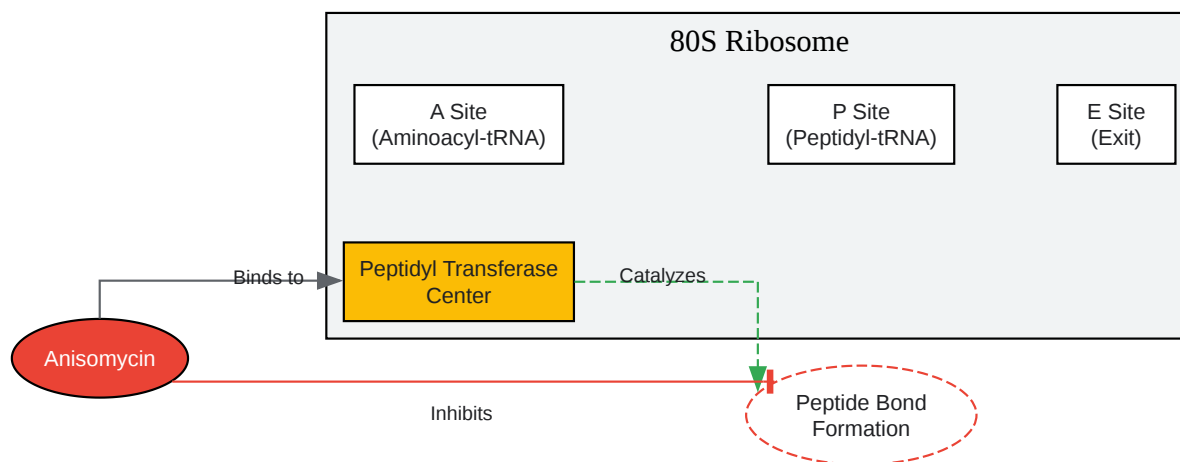 80S Ribosome
A Site
(Aminoacyl-tRNA)
P Site
(Peptidyl-tRNA)
E Site
(Exit)
Binds to
Peptidyl Transferase
Center
Catalyzes
Anisomycin
Inhibits
Peptide Bond
Formation